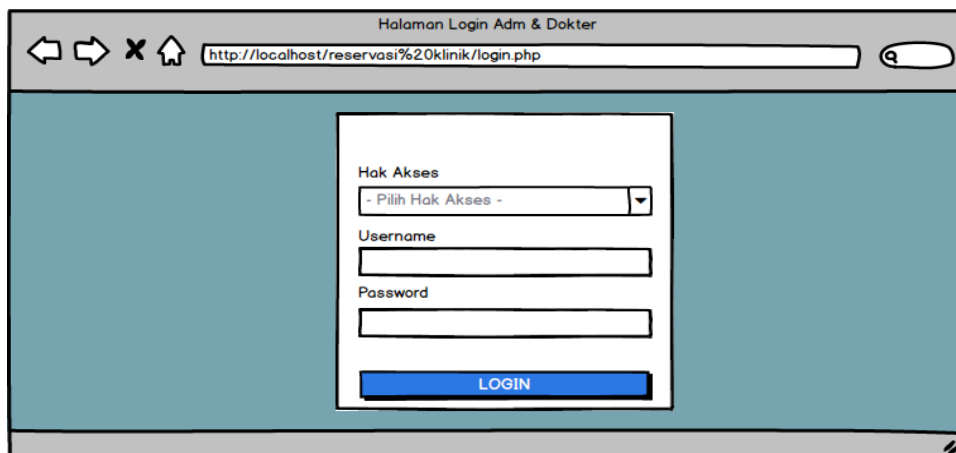 Halaman Login Adm & Dokter
http://localhost/reservasi%20klinik/login.php
Hak Akses
- Pilih Hak Akses -
Username
Password
LOGIN